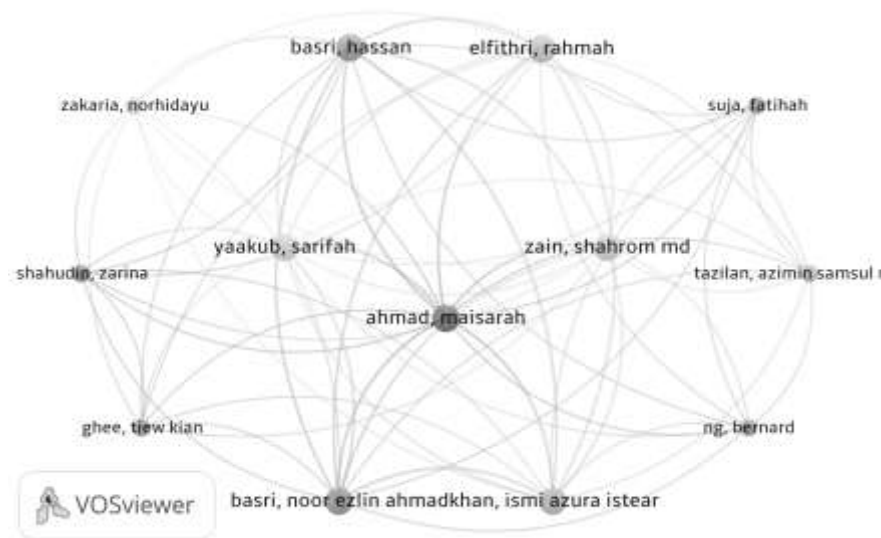 basri, hassan
elfithri, rahmah
zakaria, norhidayu
suja, fatihah
yaakub, sarifah
zain, shahrom md
shahudin, zarina
tazilan, azimin samsul m
ahmad, maisarah
ghee, tiew kian
ng, bernard
basri, noor ezlin ahmadkhan, ismi azura istear
VOSviewer